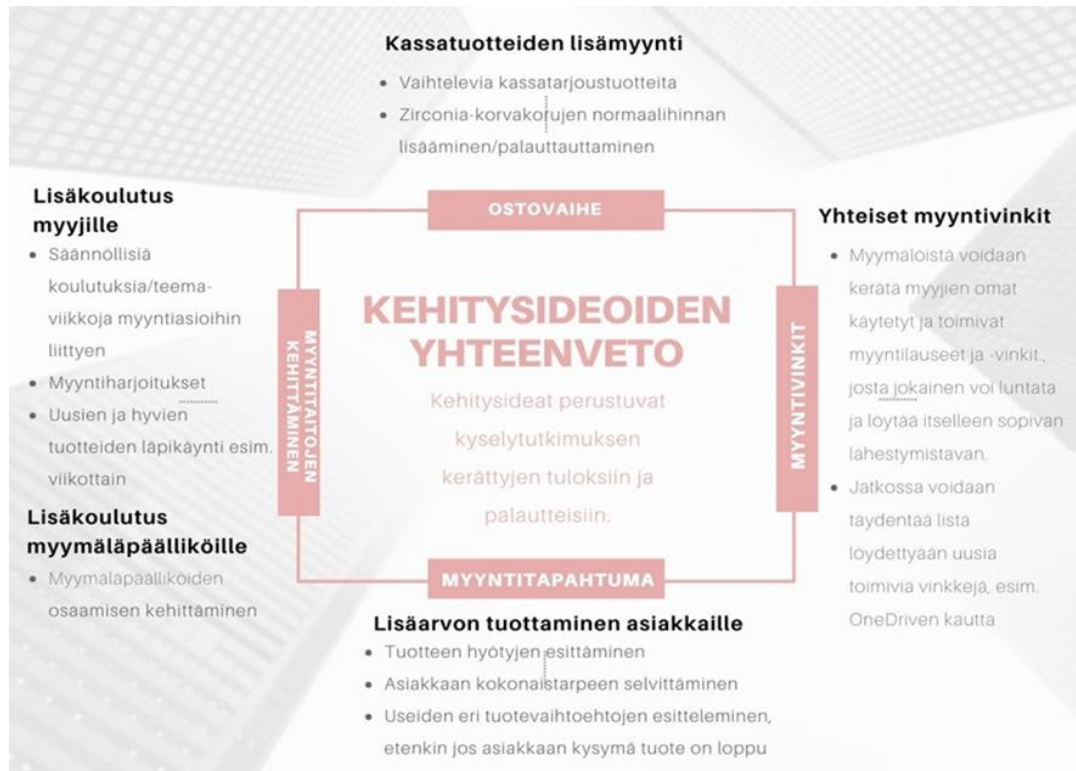 Kassatuotteiden lisämyynti
• Vaihtelevia kassatarjoustuotteita
• Zirconia-korvakorujen normaalihinnan
lisääminen/palauttauttaminen
OSTOVAIHE
Lisäkoulutus
myyjille
• Säännöllisiä
koulutuksia/teema-
viikkoja myyntiasioihin
liittyen
• Myyntiharjoitukset
• Uusien ja hyvien
tuotteiden läpikäynti esim.
viikottain
Lisäkoulutus
myymäläpäälliköille
• Myymäläpäälliköiden
osaamisen kehittäminen
MYYNTITAITOJEN
KEHITTÄMINEN
KEHITYSIDEOIDEN
YHTEENVETO
Kehitysideat perustuvat
kyselytutkimuksen
kerättyjen tuloksiin ja
palautteisiin.
MYYNTIVINKIT
Yhteiset myyntivinkit
• Myymälöistä voidaan
kerätä myyjien omat
käytetyt ja toimivat
myyntilauseet ja -vinkit.,
josta jokainen voi luntata
ja löytää itselleen sopivan
lähestymistavan.
• Jatkossa voidaan
täydentää lista
löydettyään uusia
toimivia vinkkejä, esim.
OneDriven kautta
MYYNTITAPAHTUMA
Lisäarvon tuottaminen asiakkaille
• Tuotteen hyötyjen esittäminen
• Asiakkaan kokonaistarpeen selvittäminen
• Useiden eri tuotevaihtoehtojen esitteleminen,
etenkin jos asiakkaan kysymä tuote on loppu